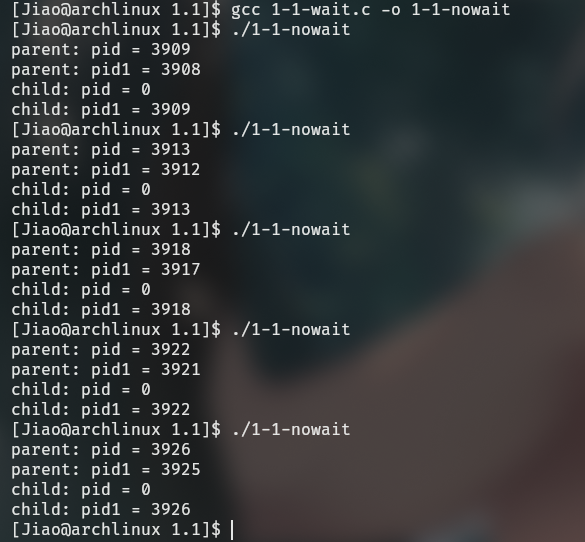 [Jiao@archlinux 1.1]$ gcc 1-1-wait.c -o 1-1-nowait
[Jiao@archlinux 1.1]$ ./1-1-nowait
parent: pid = 3909
parent: pid1 = 3908
child: pid = 0
child: pid1 = 3909
[Jiao@archlinux 1.1]$ ./1-1-nowait
parent: pid = 3913
parent: pid1 = 3912
child: pid = 0
child: pid1 = 3913
[Jiao@archlinux 1.1]$ ./1-1-nowait
parent: pid = 3918
parent: pid1 = 3917
child: pid = 0
child: pid1 = 3918
[Jiao@archlinux 1.1]$ ./1-1-nowait
parent: pid = 3922
parent: pid1 = 3921
child: pid = 0
child: pid1 = 3922
[Jiao@archlinux 1.1]$ ./1-1-nowait
parent: pid = 3926
parent: pid1 = 3925
child: pid = 0
child: pid1 = 3926
[Jiao@archlinux 1.1]$